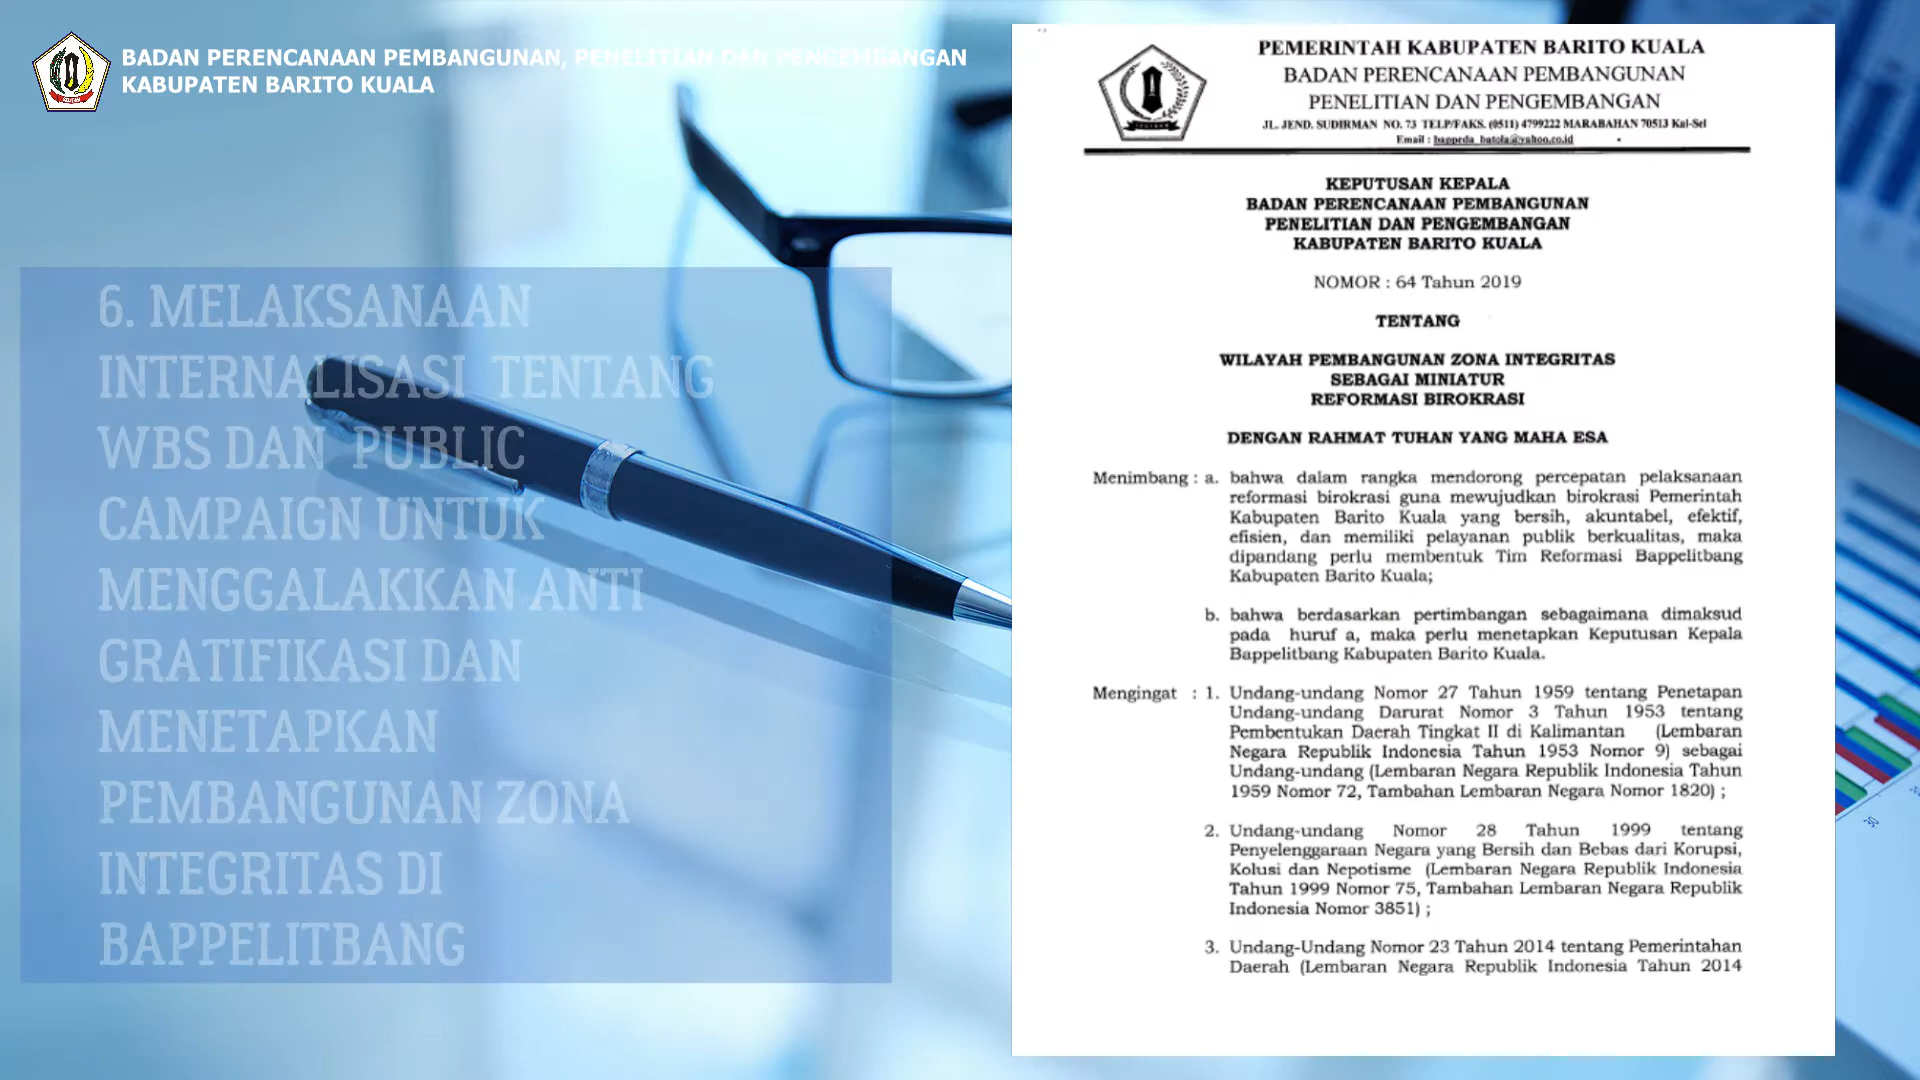 BADAN PERENCANAAN PEMBANGUNAN, PENELITIAN DAN PENGEMBANGAN
KABUPATEN BARITO KUALA
6. MELAKSANAAN
INTERNALISASI TENTANG
WBS DAN PUBLIC
CAMPAIGN UNTUK
MENGGALAKKAN ANTI
GRATIFIKASI DAN
MENETAPKAN
PEMBANGUNAN ZONA
INTEGRITAS DI
BAPPELITBANG
PEMERINTAH KABUPATEN BARITO KUALA
BADAN PERENCANAAN PEMBANGUNAN
PENELITIAN DAN PENGEMBANGAN
JL. JEND. SUDIRMAN NO. 73 TELP/FAKS. (0511) 4799222 MARABAHAN 70513 Kal-Sel
Email : bappeda_batola@yahoo.co.id
KEPUTUSAN KEPALA
BADAN PERENCANAAN PEMBANGUNAN
PENELITIAN DAN PENGEMBANGAN
KABUPATEN BARITO KUALA
NOMOR : 64 Tahun 2019
TENTANG
WILAYAH PEMBANGUNAN ZONA INTEGRITAS
SEBAGAI MINIATUR
REFORMASI BIROKRASI
DENGAN RAHMAT TUHAN YANG MAHA ESA
Menimbang : a. bahwa dalam rangka mendorong percepatan pelaksanaan
reformasi birokrasi guna mewujudkan birokrasi Pemerintah
Kabupaten Barito Kuala yang bersih, akuntabel, efektif,
efisien, dan memiliki pelayanan publik berkualitas, maka
dipandang perlu membentuk Tim Reformasi Bappelitbang
Kabupaten Barito Kuala;
b. bahwa berdasarkan pertimbangan sebagaimana dimaksud
pada huruf a, maka perlu menetapkan Keputusan Kepala
Bappelitbang Kabupaten Barito Kuala.
Mengingat : 1. Undang-undang Nomor 27 Tahun 1959 tentang Penetapan
Undang-undang Darurat Nomor 3 Tahun 1953 tentang
Pembentukan Daerah Tingkat II di Kalimantan (Lembaran
Negara Republik Indonesia Tahun 1953 Nomor 9) sebagai
Undang-undang (Lembaran Negara Republik Indonesia Tahun
1959 Nomor 72, Tambahan Lembaran Negara Nomor 1820) ;
2. Undang-undang Nomor 28 Tahun 1999 tentang
Penyelenggaraan Negara yang Bersih dan Bebas dari Korupsi,
Kolusi dan Nepotisme (Lembaran Negara Republik Indonesia
Tahun 1999 Nomor 75, Tambahan Lembaran Negara Republik
Indonesia Nomor 3851) ;
3. Undang-Undang Nomor 23 Tahun 2014 tentang Pemerintahan
Daerah (Lembaran Negara Republik Indonesia Tahun 2014
30